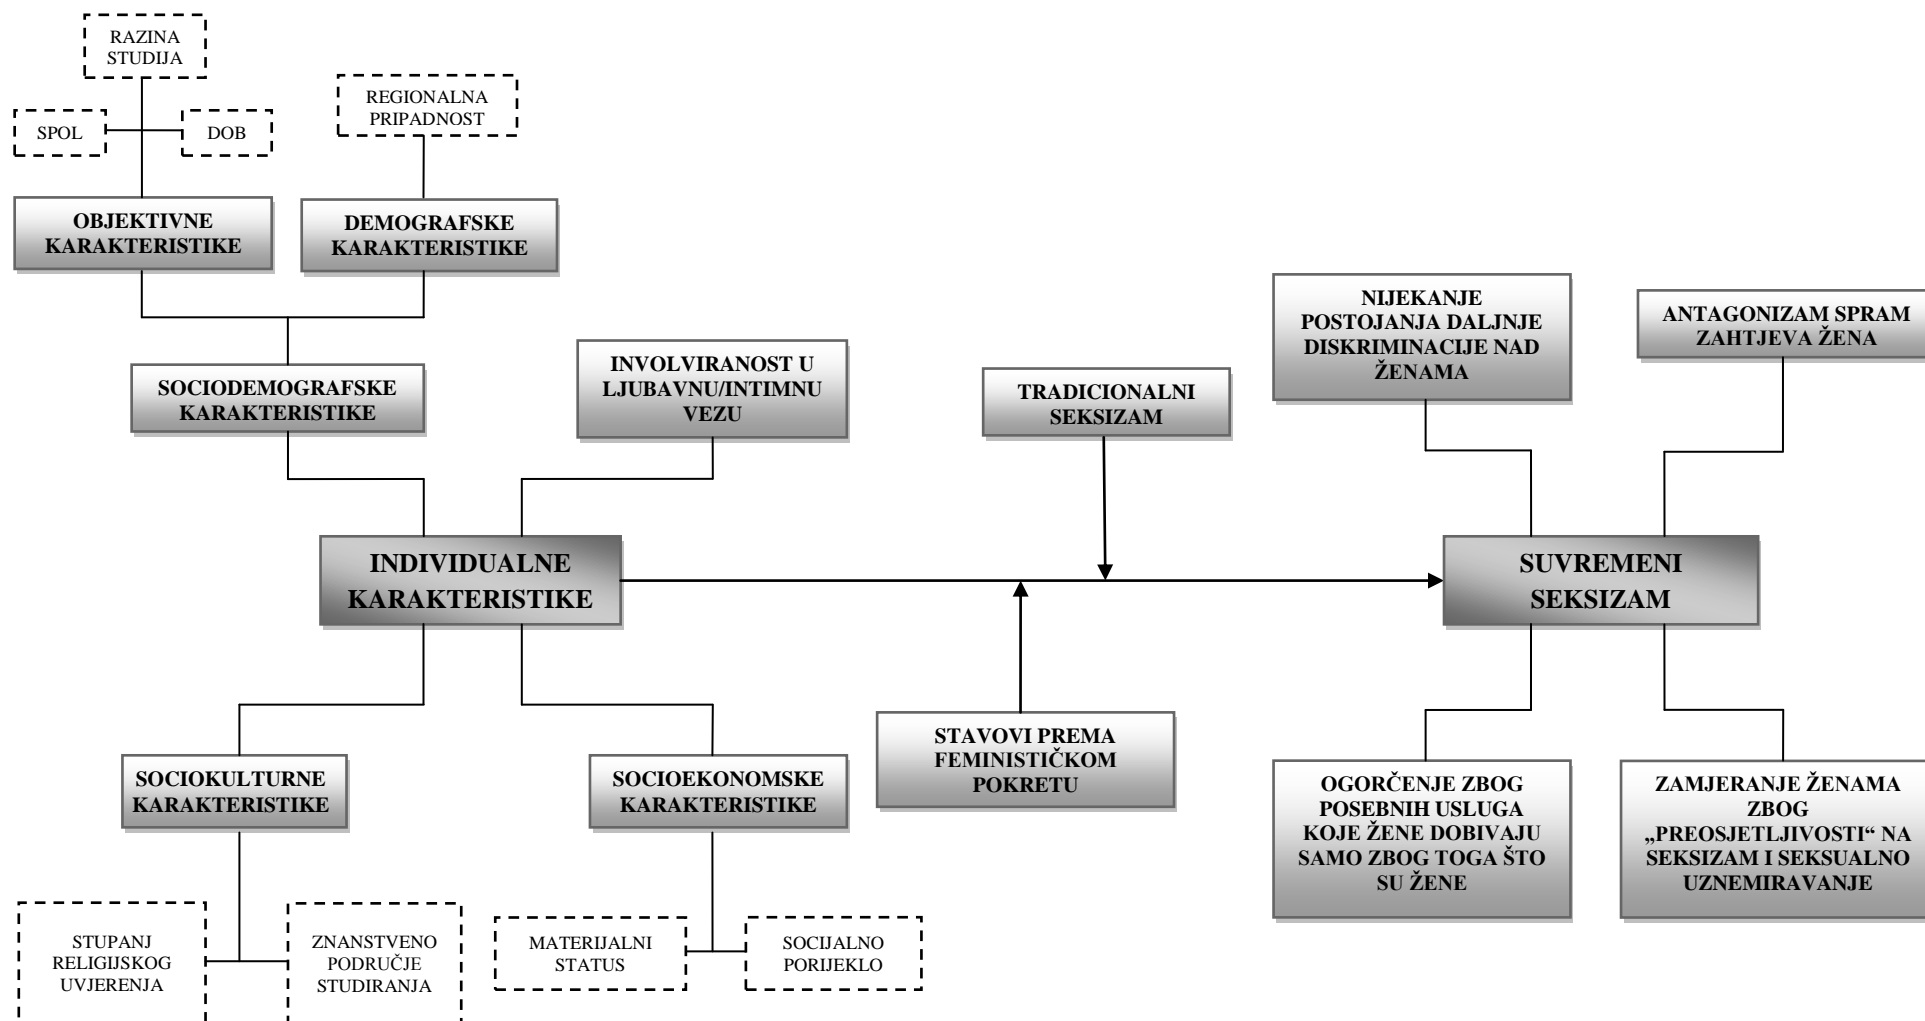 RAZINA
STUDIJA
REGIONALNA
PRIPADNOST
SPOL
DOB
OBJEKTIVNE
KARAKTERISTIKE
DEMOGRAFSKE
KARAKTERISTIKE
NIJEKANJE
POSTOJANJA DALJNJE
DISKRIMINACIJE NAD
ŽENAMA
ANTAGONIZAM SPRAM
ZAHTJEVA ŽENA
SOCIODEMOGRAFSKE
KARAKTERISTIKE
INVOLVIRANOST U
LJUBAVNU/INTIMNU
VEZU
TRADICIONALNI
SEKSIZAM
INDIVIDUALNE
KARAKTERISTIKE
SUVREMENI
SEKSIZAM
SOCIOKULTURNE
KARAKTERISTIKE
SOCIOEKONOMSKE
KARAKTERISTIKE
STAVOVI PREMA
FEMINISTIČKOM
POKRETU
OGORČENJE ZBOG
POSEBNIH USLUGA
KOJE ŽENE DOBIVAJU
SAMO ZBOG TOGA ŠTO
SU ŽENE
ZAMJERANJE ŽENAMA
ZBOG
„PREOSJETLJIVOSTI“ NA
SEKSIZAM I SEKSUALNO
UZNEMIRAVANJE
STUPANJ
RELIGIJSKOG
UVJERENJA
ZNANSTVENO
PODRUČJE
STUDIRANJA
MATERIJALNI
STATUS
SOCIJALNO
PORIJEKLO